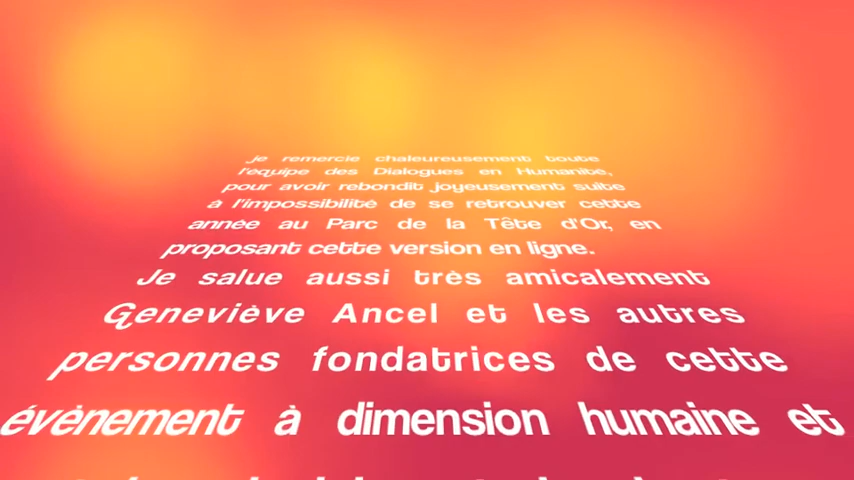 je remercie chaleureusement toute
l'équipe des Dialogues en Humanité,
pour avoir rebondit joyeusement suite
à l'impossibilité de se retrouver cette
année au Parc de la Tête d'Or, en
proposant cette version en ligne.
Je salue aussi très amicalement
Geneviève Ancel et les autres
personnes fondatrices de cette
évènement à dimension humaine et